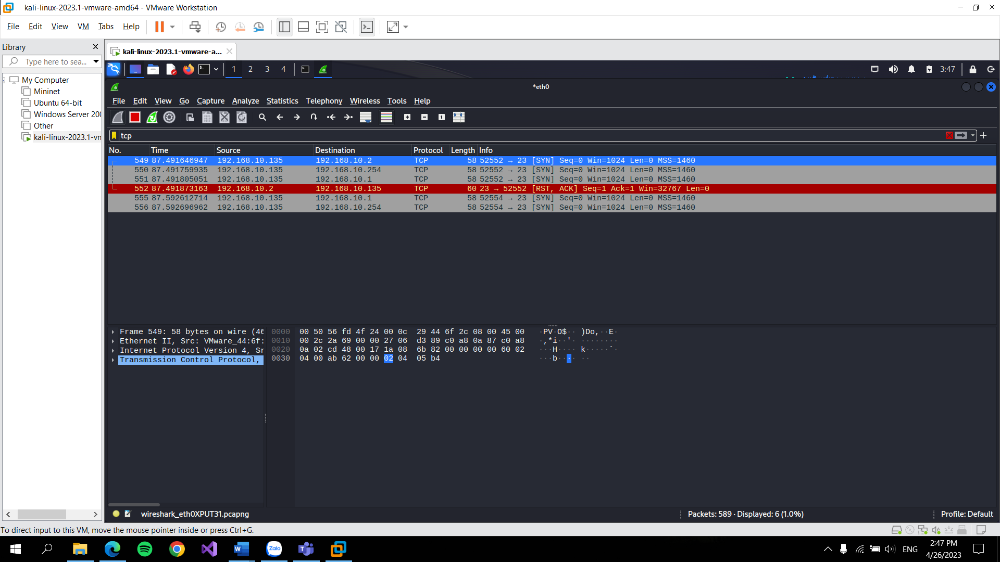 kali-linux-2023.1-vmware-amd64 - VMware Workstation
File Edit View VM Tabs Help
Library
Type here to sea...
My Computer
Mininet
Ubuntu 64-bit
Windows Server 200
Other
kali-linux-2023.1-vn
kali-linux-2023.1-vmware-a...
1 2 3 4
3:47
*eth0
File Edit View Go Capture Analyze Statistics Telephony Wireless Tools Help
tcp
No. Time Source Destination Protocol Length Info
549 87.491646947 192.168.10.135 192.168.10.2 TCP 58 52552 → 23 [SYN] Seq=0 Win=1024 Len=0 MSS=1460
550 87.491759935 192.168.10.135 192.168.10.254 TCP 58 52552 → 23 [SYN] Seq=0 Win=1024 Len=0 MSS=1460
551 87.491805051 192.168.10.135 192.168.10.1 TCP 58 52552 → 23 [SYN] Seq=0 Win=1024 Len=0 MSS=1460
552 87.491873163 192.168.10.2 192.168.10.135 TCP 60 23 → 52552 [RST, ACK] Seq=1 Ack=1 Win=32767 Len=0
555 87.592612714 192.168.10.135 192.168.10.1 TCP 58 52554 → 23 [SYN] Seq=0 Win=1024 Len=0 MSS=1460
556 87.592696962 192.168.10.135 192.168.10.254 TCP 58 52554 → 23 [SYN] Seq=0 Win=1024 Len=0 MSS=1460
Frame 549: 58 bytes on wire (46
Ethernet II, Src: VMware_44:6f:
Internet Protocol Version 4, Sr
Transmission Control Protocol,
0000 00 50 56 fd 4f 24 00 0c 29 44 6f 2c 08 00 45 00 ·PV·O$·· )Do,··E·
0010 00 2c 2a 69 00 00 27 06 d3 89 c0 a8 0a 87 c0 a8 ·,*i··'· ········
0020 0a 02 cd 48 00 17 1a 08 6b 82 00 00 00 00 60 02 ···H···· k·····`·
0030 04 00 ab 62 00 00 02 04 05 b4 ···b···· ··
wireshark_eth0XPUT31.pcapng
Packets: 589 · Displayed: 6 (1.0%)
Profile: Default
To direct input to this VM, move the mouse pointer inside or press Ctrl+G.
Zalo
ENG
2:47 PM
4/26/2023